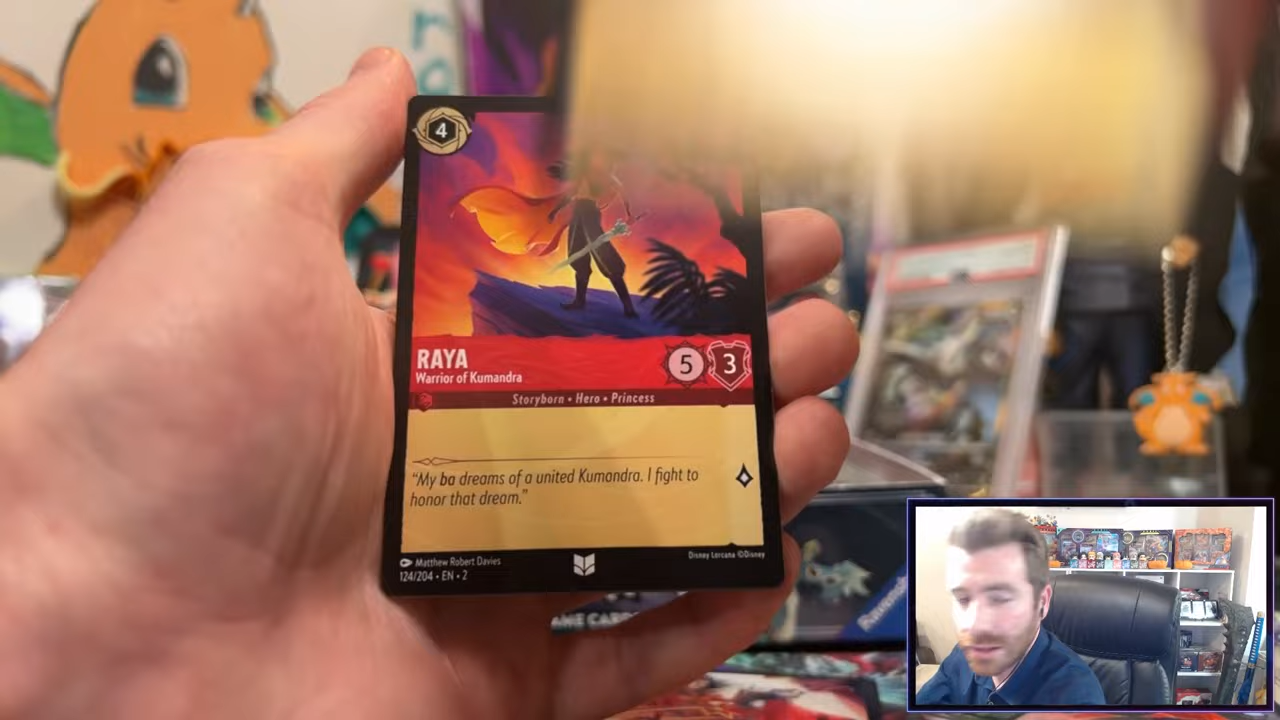 4
RAYA
Warrior of Kumandra
5
3
Storyborn • Hero • Princess
"My ba dreams of a united Kumandra. I fight to
honor that dream."
Matthew Robert Davies
Disney Lorcana ©Disney
124/204 • EN • 2